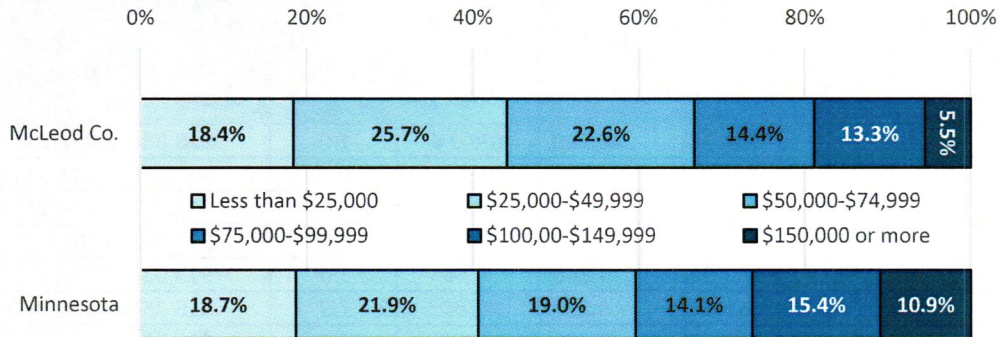 0% 20% 40% 60% 80% 100%
McLeod Co. 18.4% 25.7% 22.6% 14.4% 13.3% 5.5%
Less than $25,000 $25,000-$49,999 $50,000-$74,999
$75,000-$99,999 $100,00-$149,999 $150,000 or more
Minnesota 18.7% 21.9% 19.0% 14.1% 15.4% 10.9%